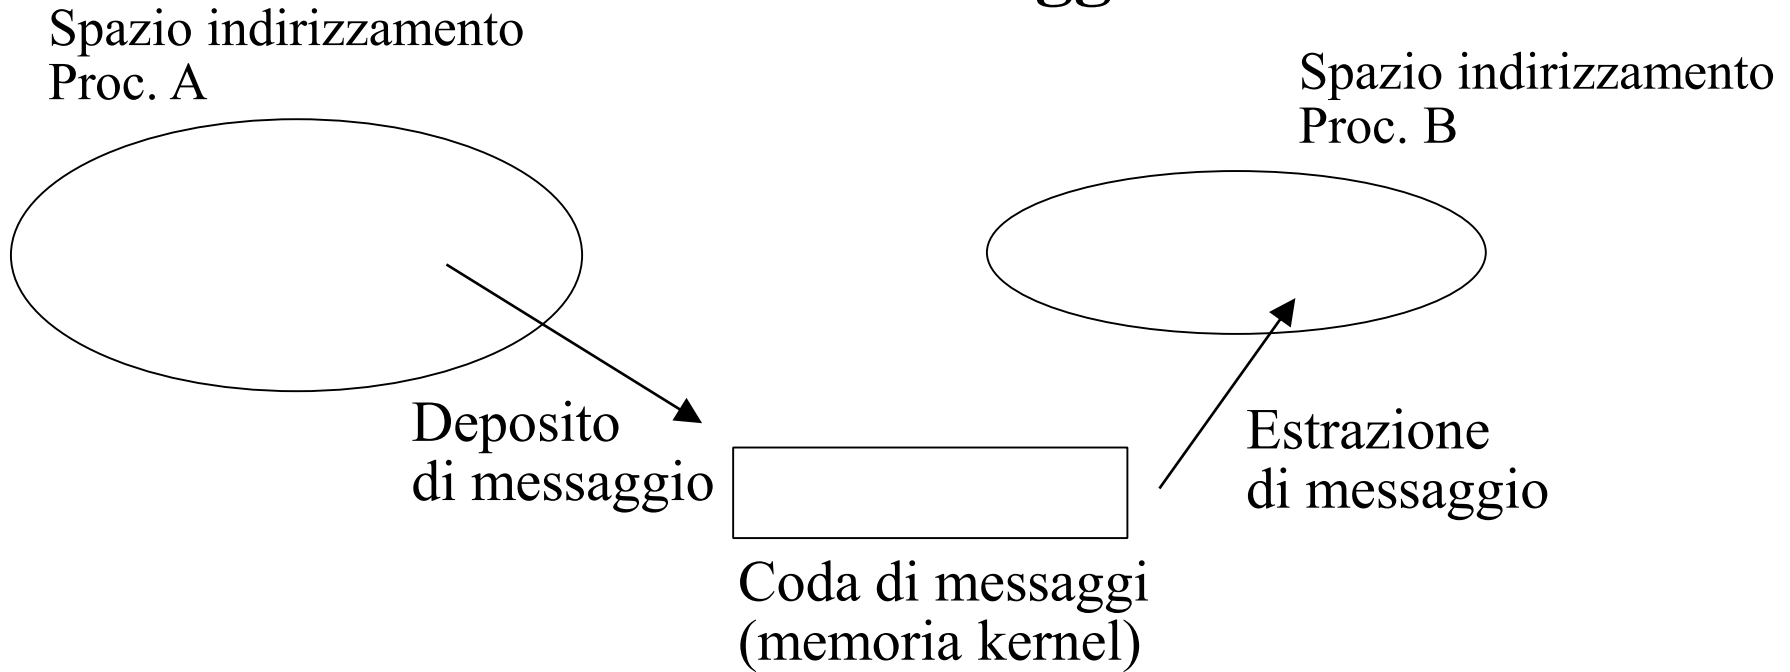 Spazio indirizzamento
Proc. A
Spazio indirizzamento
Proc. B
Deposito
di messaggio
Estrazione
di messaggio
Coda di messaggi
(memoria kernel)